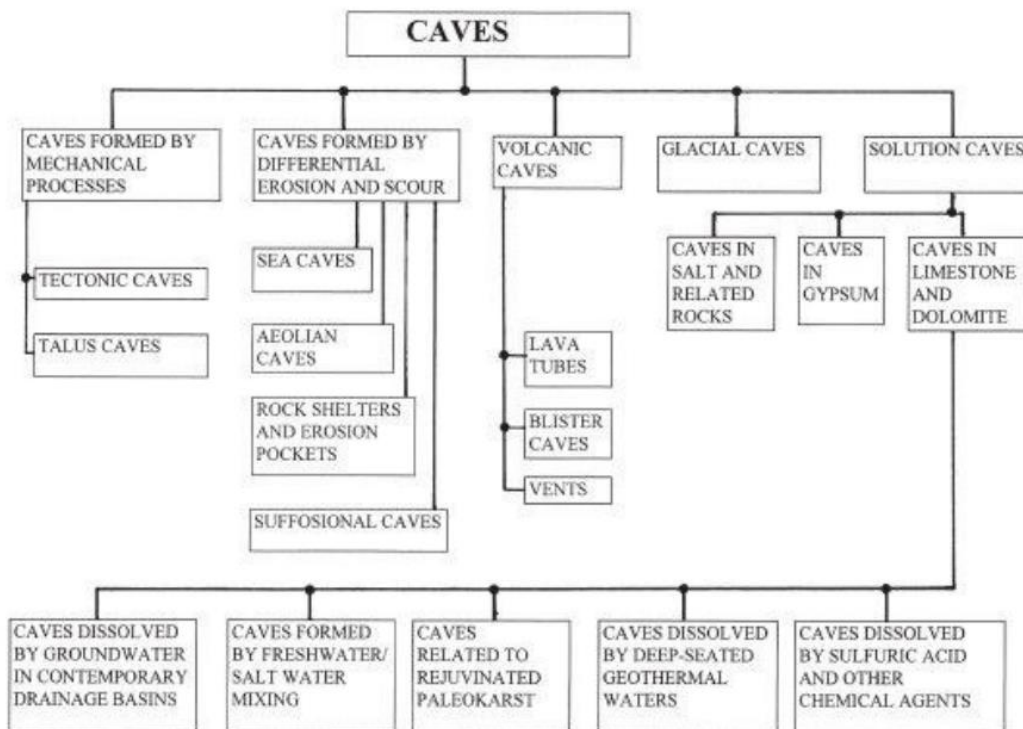 CAVES
CAVES FORMED BY
MECHANICAL
PROCESSES
CAVES FORMED BY
DIFFERENTIAL
EROSION AND SCOUR
VOLCANIC
CAVES
GLACIAL CAVES
SOLUTION CAVES
TECTONIC CAVES
TALUS CAVES
SEA CAVES
AEOLIAN
CAVES
ROCK SHELTERS
AND EROSION
POCKETS
SUFFOSIONAL CAVES
LAVA
TUBES
BLISTER
CAVES
VENTS
CAVES IN
SALT AND
RELATED
ROCKS
CAVES
IN
GYPSUM
CAVES IN
LIMESTONE
AND
DOLOMITE
CAVES DISSOLVED
BY GROUNDWATER
IN CONTEMPORARY
DRAINAGE BASINS
CAVES FORMED
BY FRESHWATER/
SALT WATER
MIXING
CAVES
RELATED TO
REJUVINATED
PALEOKARST
CAVES DISSOLVED
BY DEEP-SEATED
GEOTHERMAL
WATERS
CAVES DISSOLVED
BY SULFURIC ACID
AND OTHER
CHEMICAL AGENTS